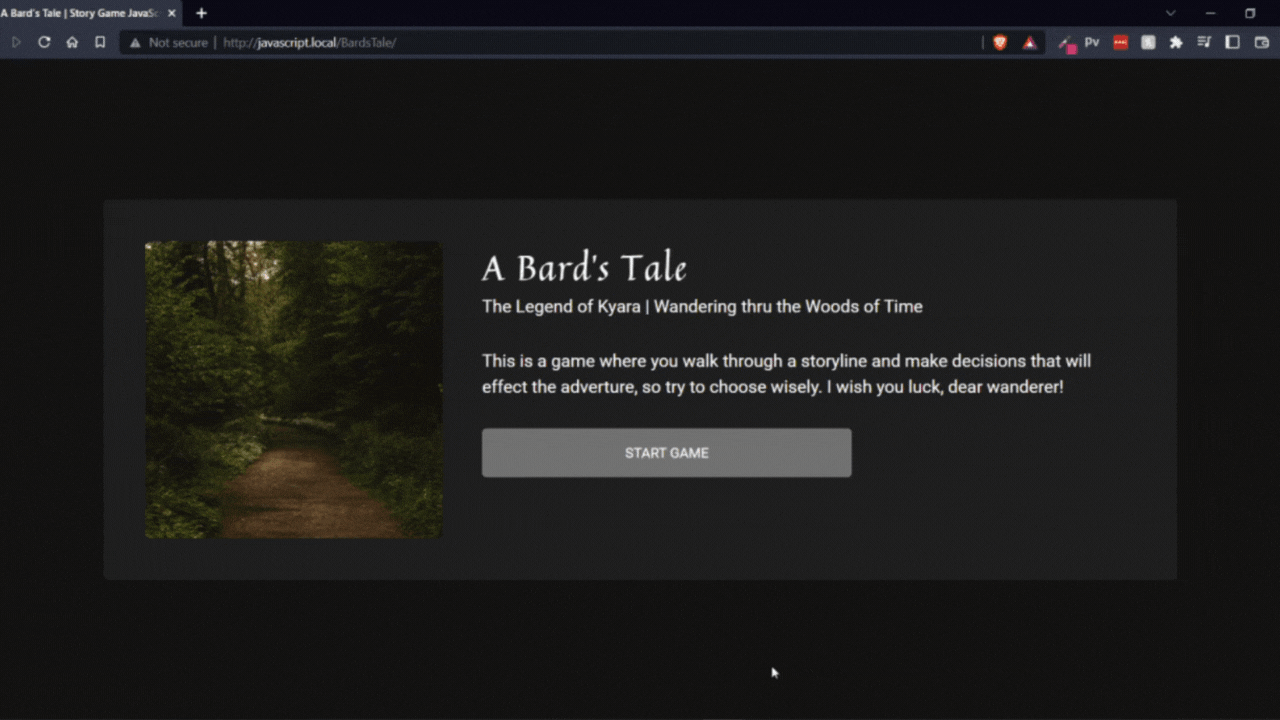 A Bard's Tale | Story Game JavaSc
Not secure | http://javascript.local/BardsTale/
Pv
A Bard's Tale
The Legend of Kyara | Wandering thru the Woods of Time
This is a game where you walk through a storyline and make decisions that will
effect the adverture, so try to choose wisely. I wish you luck, dear wanderer!
START GAME